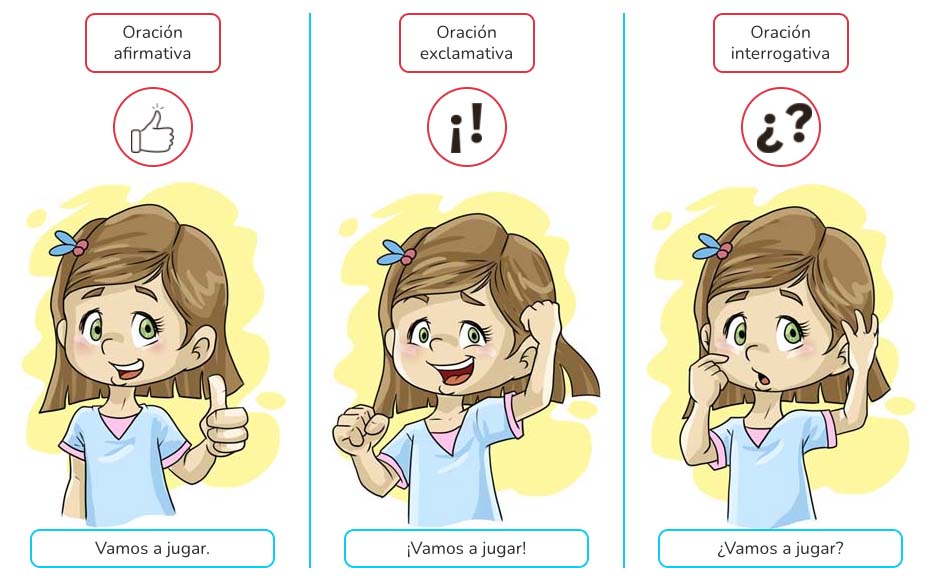 Oración
afirmativa
Vamos a jugar.
Oración
exclamativa
¡!
¡Vamos a jugar!
Oración
interrogativa
¿?
¿Vamos a jugar?